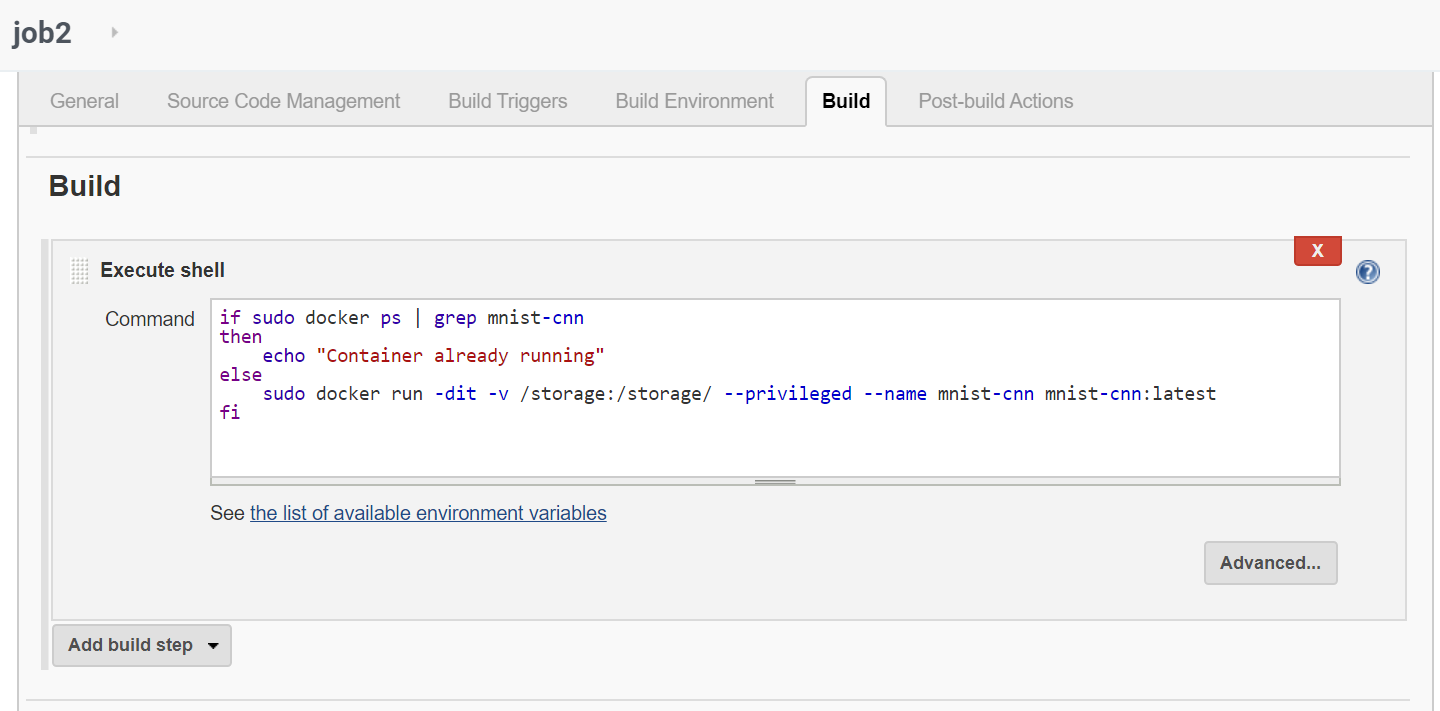 job2
General Source Code Management Build Triggers Build Environment Build Post-build Actions
Build
X
Execute shell
?
Command
if sudo docker ps | grep mnist-cnn
then
    echo "Container already running"
else
    sudo docker run -dit -v /storage:/storage/ --privileged --name mnist-cnn mnist-cnn:latest
fi
See the list of available environment variables
Advanced...
Add build step